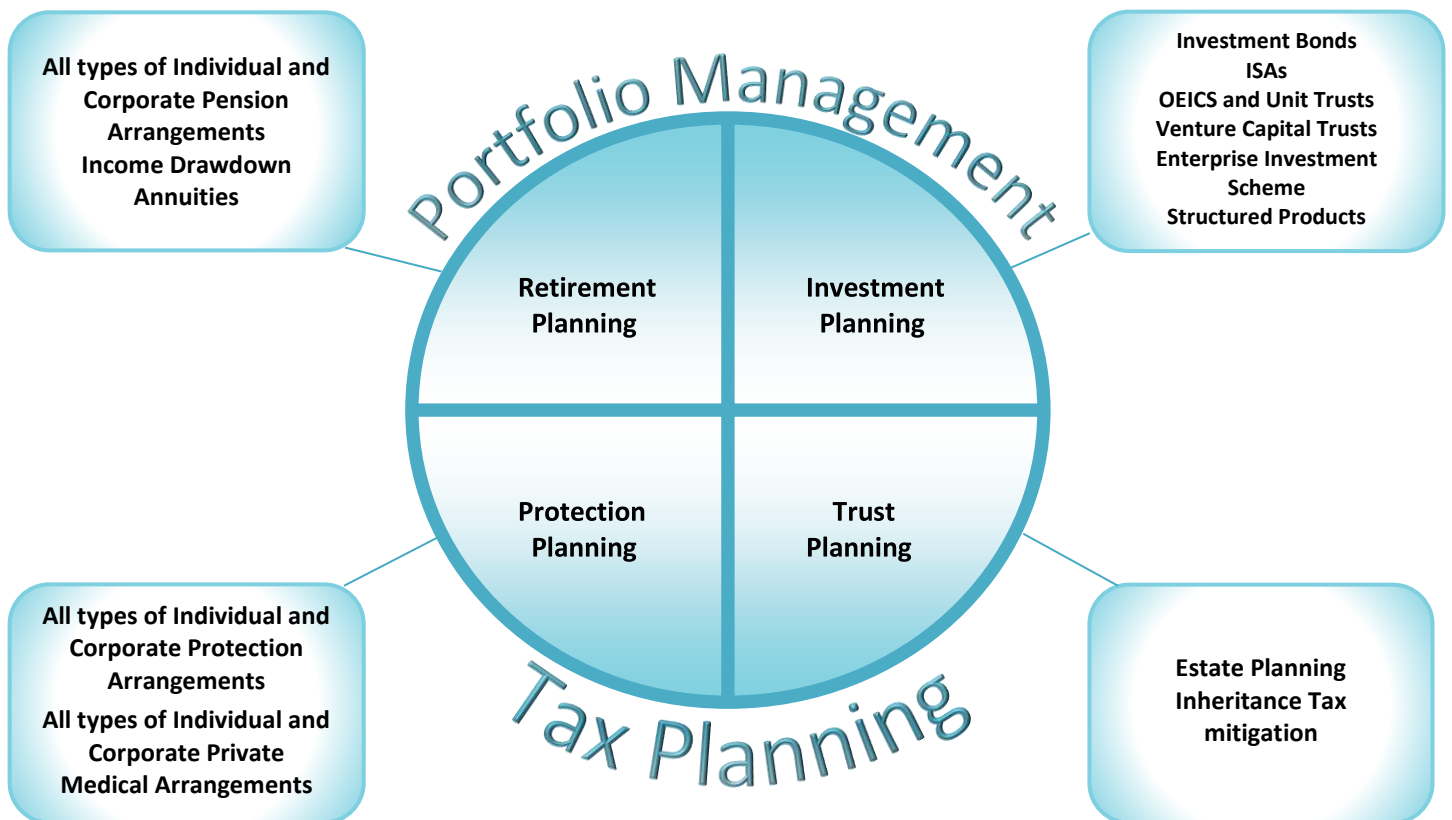 All types of Individual and
Corporate Pension
Arrangements
Income Drawdown
Annuities
Portfolio Management
Investment Bonds
ISAs
OEICS and Unit Trusts
Venture Capital Trusts
Enterprise Investment
Scheme
Structured Products
Retirement
Planning
Investment
Planning
Protection
Planning
Trust
Planning
All types of Individual and
Corporate Protection
Arrangements
All types of Individual and
Corporate Private
Medical Arrangements
Tax Planning
Estate Planning
Inheritance Tax
mitigation